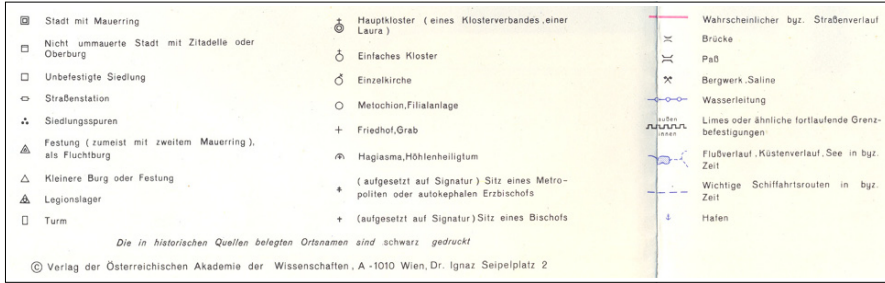 Stadt mit Mauerring
Nicht ummauerte Stadt mit Zitadelle oder
Oberburg
Unbefestigte Siedlung
Straßenstation
Siedlungsspuren
Festung (zumeist mit zweitem Mauerring),
als Fluchtburg
Kleinere Burg oder Festung
Legionslager
Turm
Hauptkloster (eines Klosterverbandes, einer
Laura)
Einfaches Kloster
Einzelkirche
Metochion, Filialanlage
Friedhof, Grab
Hagiasma, Höhlenheiligtum
(aufgesetzt auf Signatur) Sitz eines Metro-
politen oder autokephalen Erzbischofs
(aufgesetzt auf Signatur) Sitz eines Bischofs
Wahrscheinlicher byz. Straßenverlauf
Brücke
Paß
Bergwerk, Saline
Wasserleitung
außen
innen
Limes oder ähnliche fortlaufende Grenz-
befestigungen
Flußverlauf, Küstenverlauf, See in byz.
Zeit
Wichtige Schiffahrtsrouten in byz.
Zeit
Hafen
Die in historischen Quellen belegten Ortsnamen sind schwarz gedruckt
© Verlag der Österreichischen Akademie der Wissenschaften, A-1010 Wien, Dr. Ignaz Seipelplatz 2